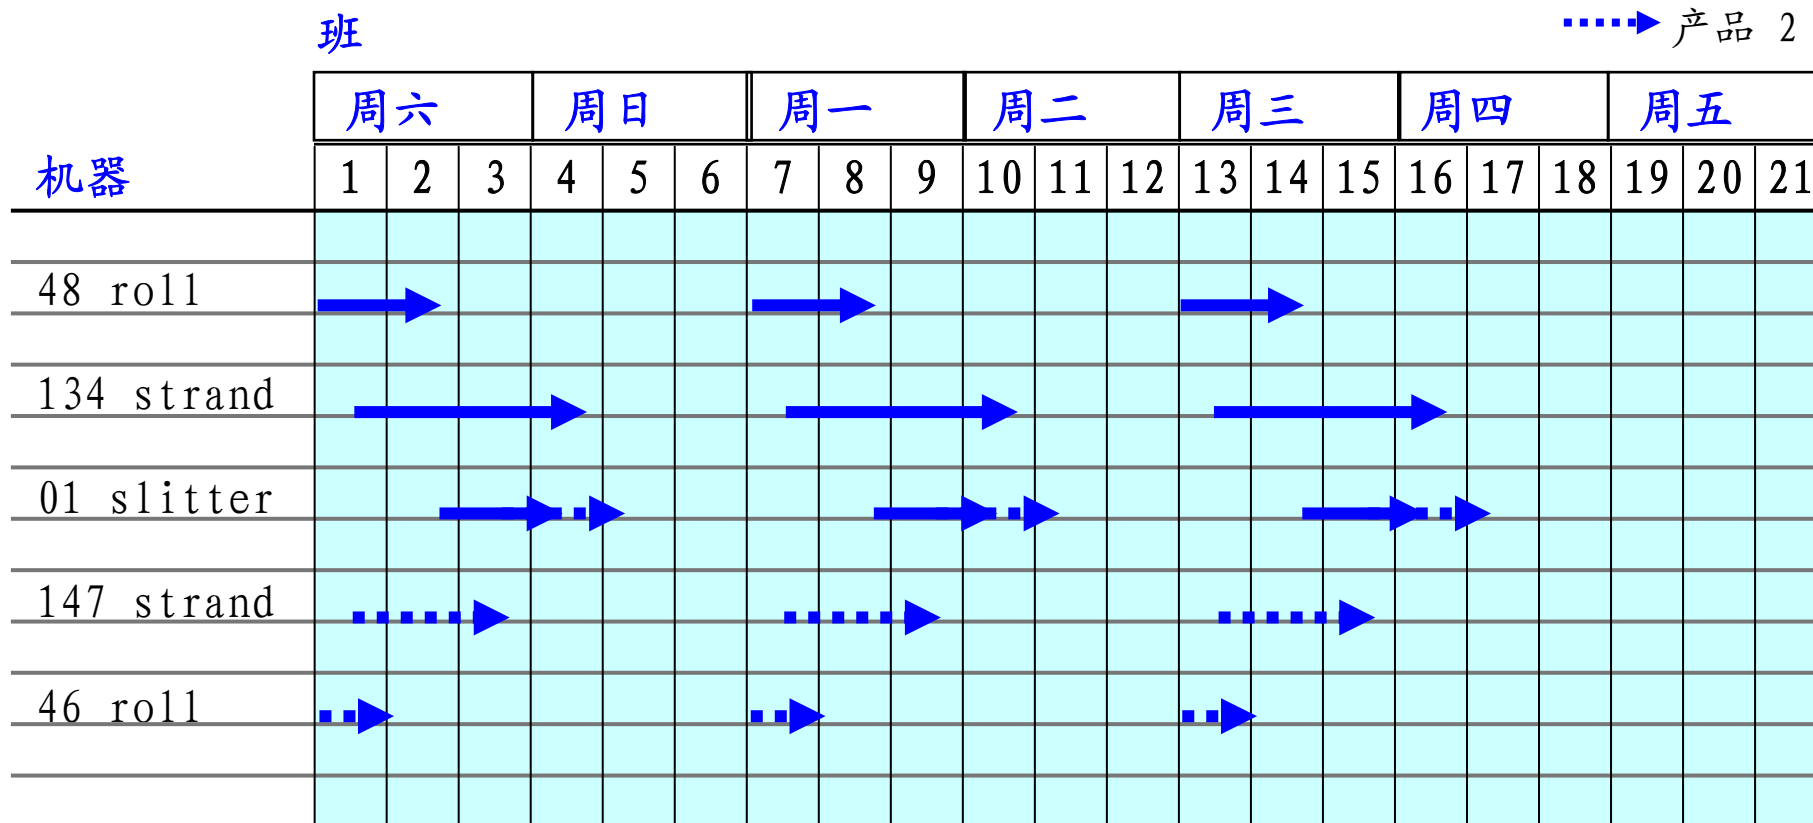 产品 2
班
周六 周日 周一 周二 周三 周四 周五
机器 1 2 3 4 5 6 7 8 9 10 11 12 13 14 15 16 17 18 19 20 21
48 roll
134 strand
01 slitter
147 strand
46 roll